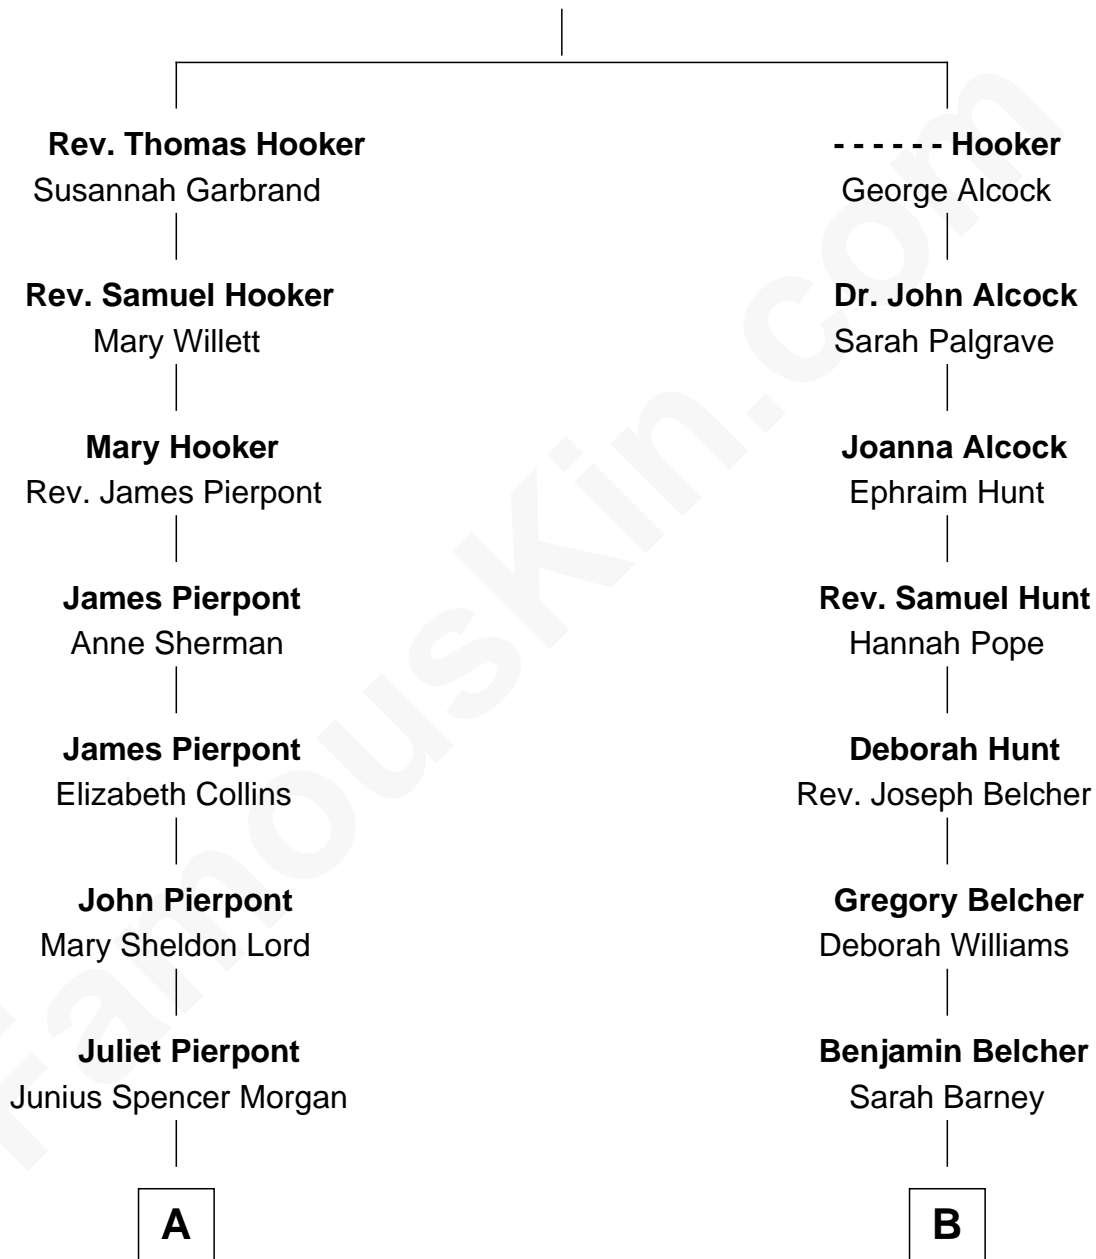 Rev. Thomas Hooker
Susannah Garbrand
Rev. Samuel Hooker
Mary Willett
Mary Hooker
Rev. James Pierpont
James Pierpont
Anne Sherman
James Pierpont
Elizabeth Collins
John Pierpont
Mary Sheldon Lord
Juliet Pierpont
Junius Spencer Morgan
A
- - - - - - Hooker
George Alcock
Dr. John Alcock
Sarah Palgrave
Joanna Alcock
Ephraim Hunt
Rev. Samuel Hunt
Hannah Pope
Deborah Hunt
Rev. Joseph Belcher
Gregory Belcher
Deborah Williams
Benjamin Belcher
Sarah Barney
B
FamousKin.com